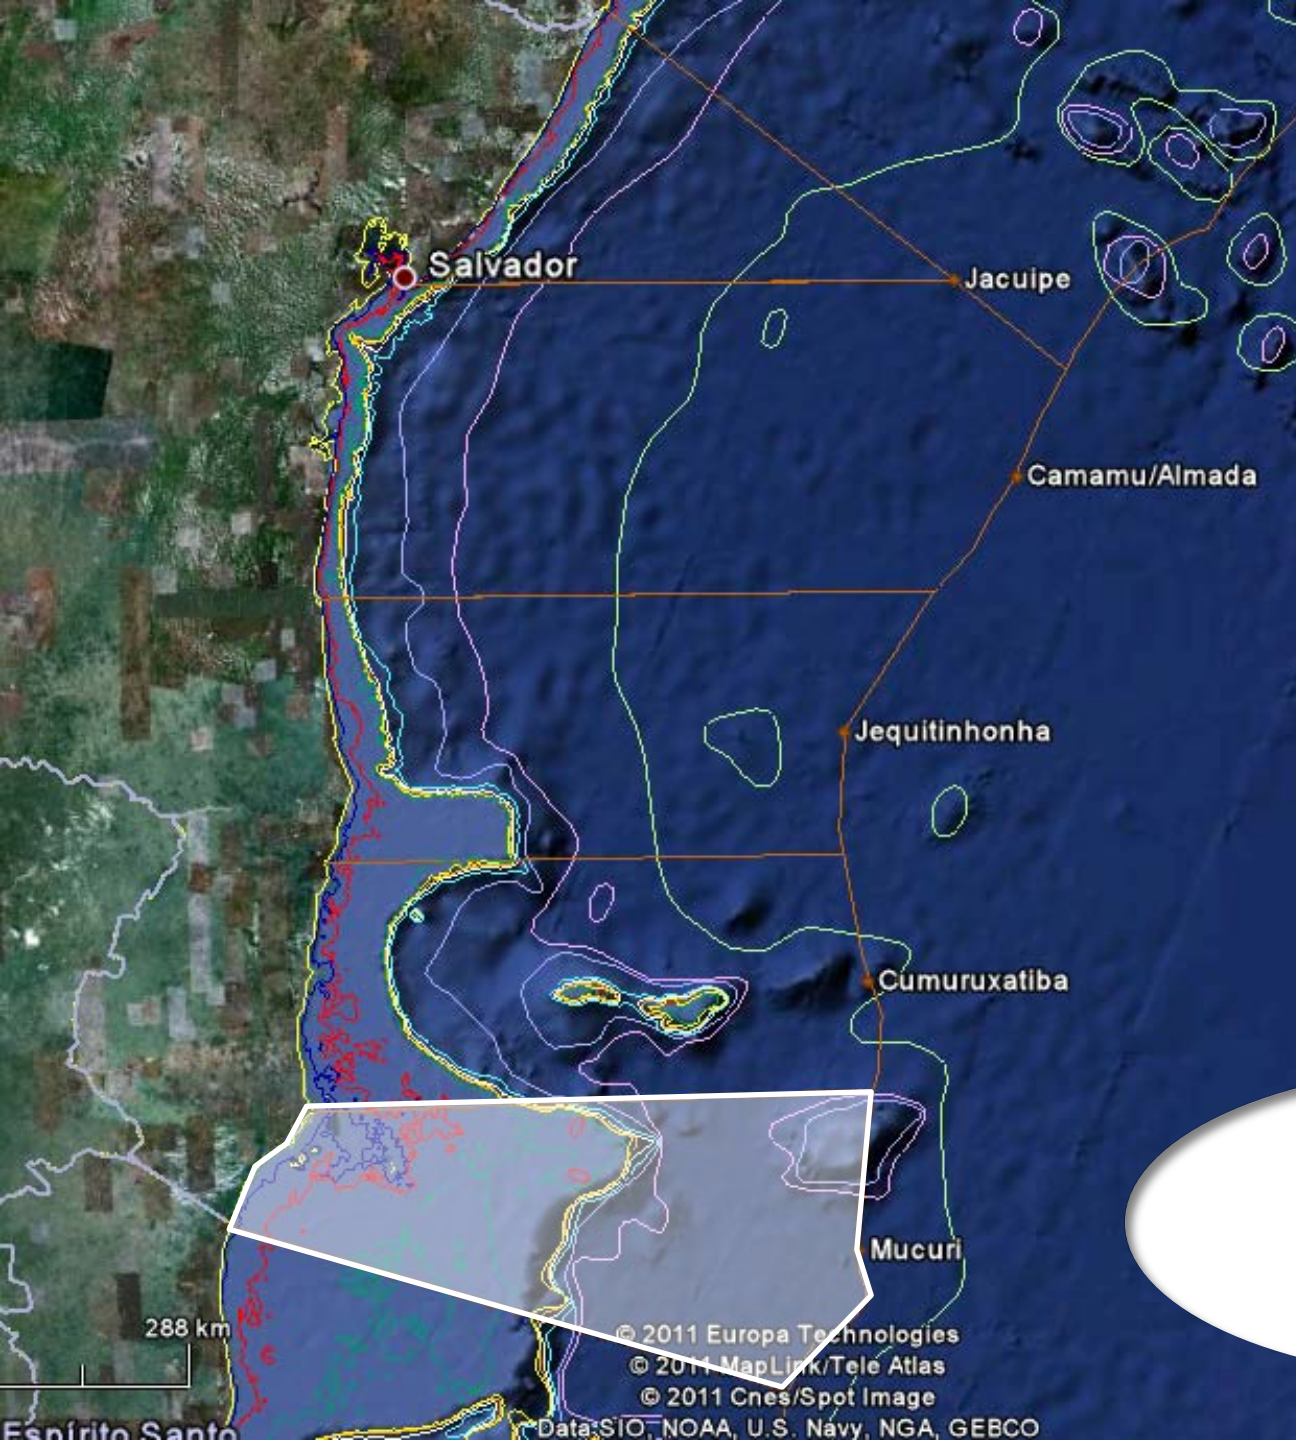 Salvador
Jacuipe
Camamu/Almada
Jequitinhonha
Cumuruxatiba
Mucuri
288 km
© 2011 Europa Technologies
© 2011 MapLink/Tele Atlas
© 2011 Cnes/Spot Image
Data SIO, NOAA, U.S. Navy, NGA, GEBCO
Espírito Santo